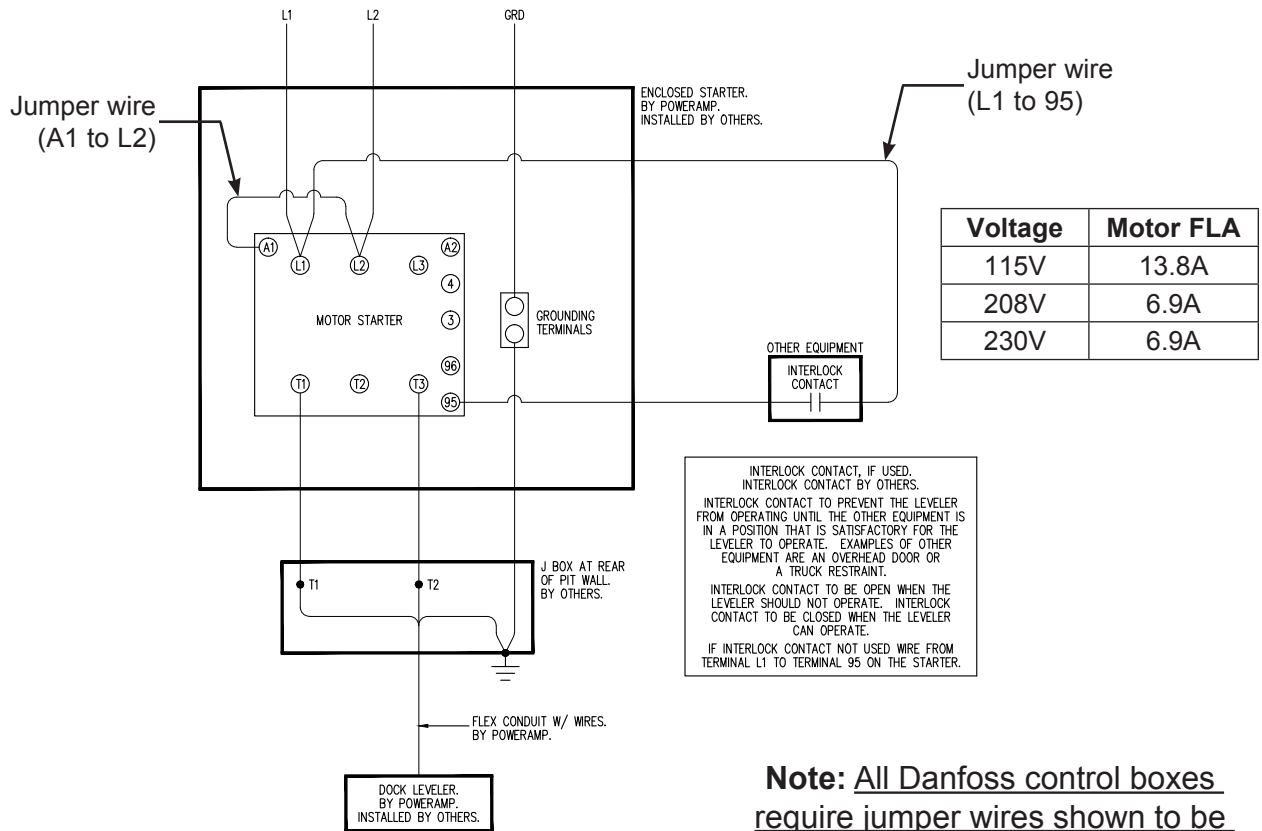 L1
L2
GRD
Jumper wire
(A1 to L2)
ENCLOSED STARTER.
BY POWERAMP.
INSTALLED BY OTHERS.
Jumper wire
(L1 to 95)
A1
L1
L2
L3
A2
4
3
96
95
MOTOR STARTER
T1
T2
T3
GROUNDING
TERMINALS
Voltage Motor FLA
115V 13.8A
208V 6.9A
230V 6.9A
OTHER EQUIPMENT
INTERLOCK
CONTACT
INTERLOCK CONTACT, IF USED.
INTERLOCK CONTACT BY OTHERS.
INTERLOCK CONTACT TO PREVENT THE LEVELER
FROM OPERATING UNTIL THE OTHER EQUIPMENT IS
IN A POSITION THAT IS SATISFACTORY FOR THE
LEVELER TO OPERATE. EXAMPLES OF OTHER
EQUIPMENT ARE AN OVERHEAD DOOR OR
A TRUCK RESTRAINT.
INTERLOCK CONTACT TO BE OPEN WHEN THE
LEVELER SHOULD NOT OPERATE. INTERLOCK
CONTACT TO BE CLOSED WHEN THE LEVELER
CAN OPERATE.
IF INTERLOCK CONTACT NOT USED WIRE FROM
TERMINAL L1 TO TERMINAL 95 ON THE STARTER.
T1
T2
J BOX AT REAR
OF PIT WALL.
BY OTHERS.
FLEX CONDUIT W/ WIRES.
BY POWERAMP.
DOCK LEVELER.
BY POWERAMP.
INSTALLED BY OTHERS.
Note: All Danfoss control boxes
require jumper wires shown to be